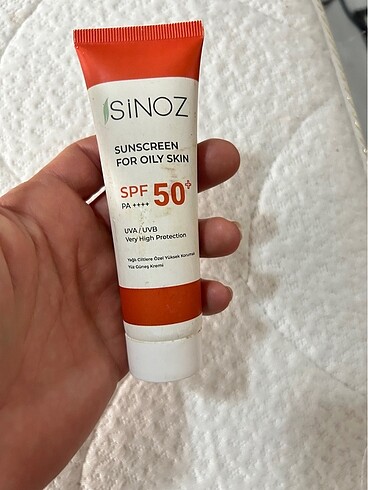 SiNOZ
SUNSCREEN
FOR OILY SKIN
SPF 50+
PA ++++
UVA / UVB
Very High Protection
Yağlı Ciltlere Özel Yüksek Korumalı
Yüz Güneş Kremi